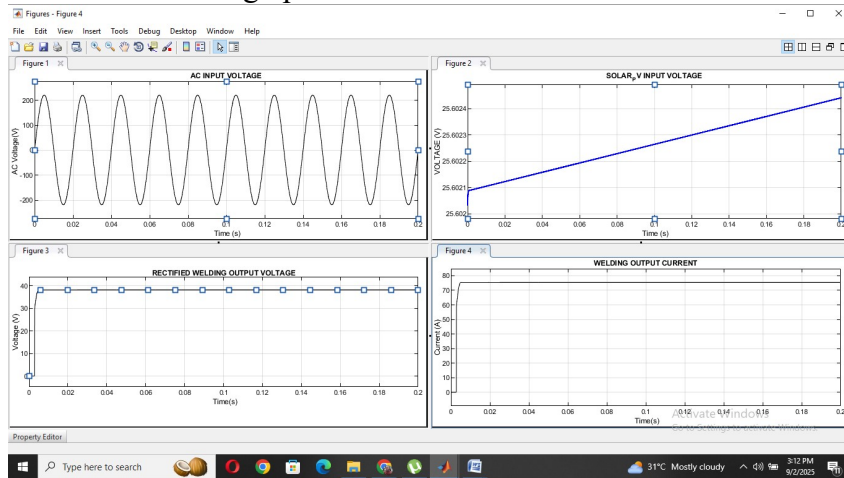 Figures - Figure 4
File Edit View Insert Tools Debug Desktop Window Help
Figure 1
AC INPUT VOLTAGE
200
100
0
-100
-200
AC Voltage(V)
0 0.02 0.04 0.06 0.08 0.1 0.12 0.14 0.16 0.18 0.2
Time (s)
Figure 2
SOLARpV INPUT VOLTAGE
25.6024
25.6023
25.6022
25.6021
25.602
VOLTAGE (V)
0 0.02 0.04 0.06 0.08 0.1 0.12 0.14 0.16 0.18 0.2
Time (s)
Figure 3
RECTIFIED WELDING OUTPUT VOLTAGE
40
30
20
10
0
Voltage (V)
0 0.02 0.04 0.06 0.08 0.1 0.12 0.14 0.16 0.18 0.2
Time(s)
Figure 4
WELDING OUTPUT CURRENT
80
70
60
50
40
30
20
10
0
Current (A)
0 0.02 0.04 0.06 0.08 0.1 0.12 0.14 0.16 0.18 0.2
Time(s)
Activate Windows
Go to Settings to activate Windows.
Property Editor
Type here to search
31°C Mostly cloudy
3:12 PM
9/2/2025